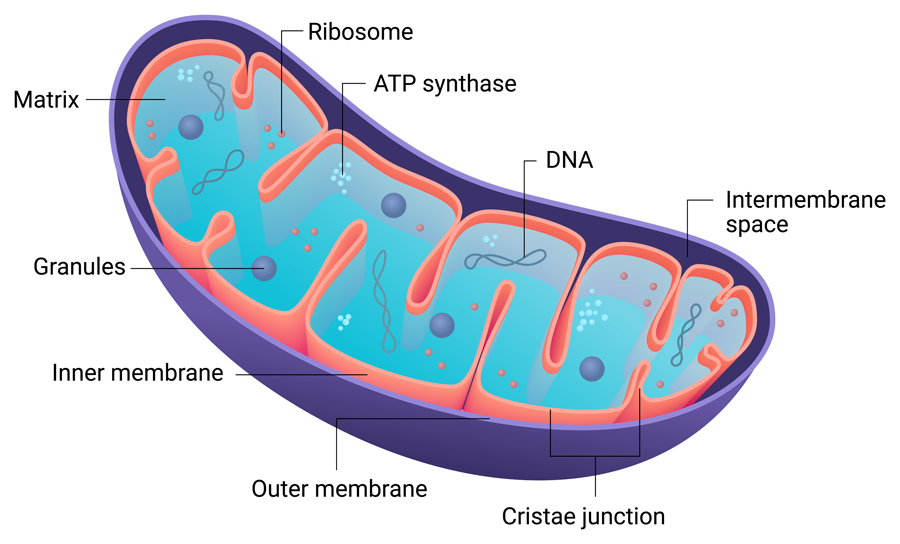 Ribosome
ATP synthase
Matrix
DNA
Intermembrane
space
Granules
Inner membrane
Outer membrane
Cristae junction